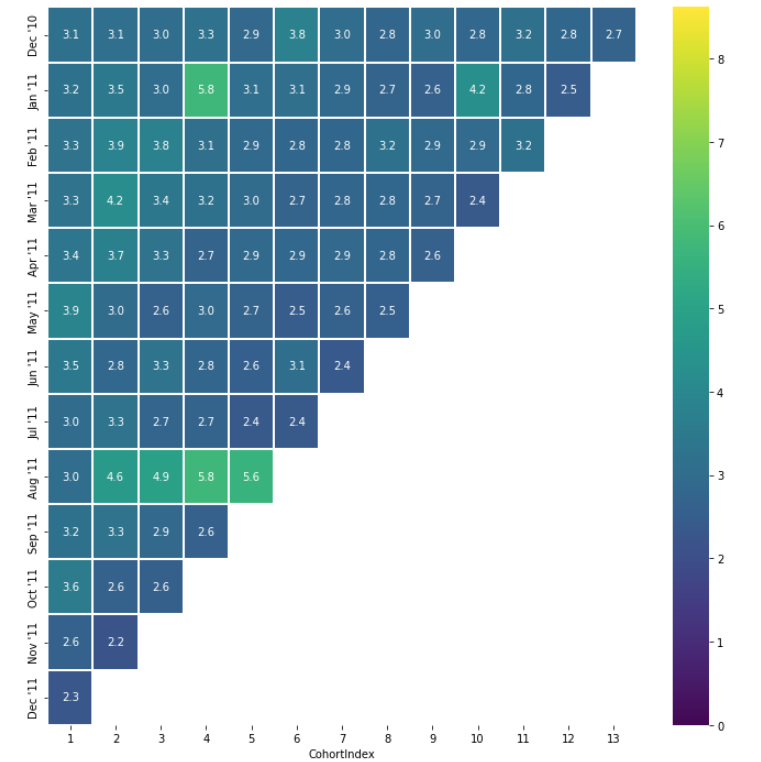 Dec '10 3.1 3.1 3.0 3.3 2.9 3.8 3.0 2.8 3.0 2.8 3.2 2.8 2.7
Jan '11 3.2 3.5 3.0 5.8 3.1 3.1 2.9 2.7 2.6 4.2 2.8 2.5
Feb '11 3.3 3.9 3.8 3.1 2.9 2.8 2.8 3.2 2.9 2.9 3.2
Mar '11 3.3 4.2 3.4 3.2 3.0 2.7 2.8 2.8 2.7 2.4
Apr '11 3.4 3.7 3.3 2.7 2.9 2.9 2.9 2.8 2.6
May '11 3.9 3.0 2.6 3.0 2.7 2.5 2.6 2.5
Jun '11 3.5 2.8 3.3 2.8 2.6 3.1 2.4
Jul '11 3.0 3.3 2.7 2.7 2.4 2.4
Aug '11 3.0 4.6 4.9 5.8 5.6
Sep '11 3.2 3.3 2.9 2.6
Oct '11 3.6 2.6 2.6
Nov '11 2.6 2.2
Dec '11 2.3
1 2 3 4 5 6 7 8 9 10 11 12 13
CohortIndex
8
7
6
5
4
3
2
1
0